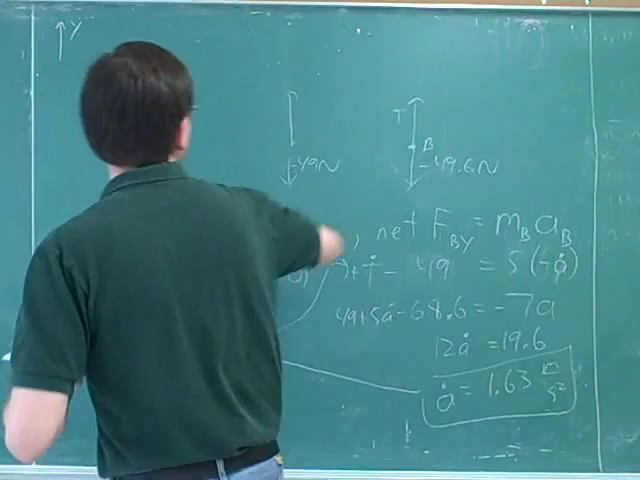 Y
T
B
-49N
-49.6N
, net F_BY = m_B a_B
+ T - 49 = 5(-a)
49+5a-68.6=-7a
12a =19.6
a = 1.63 m/s²